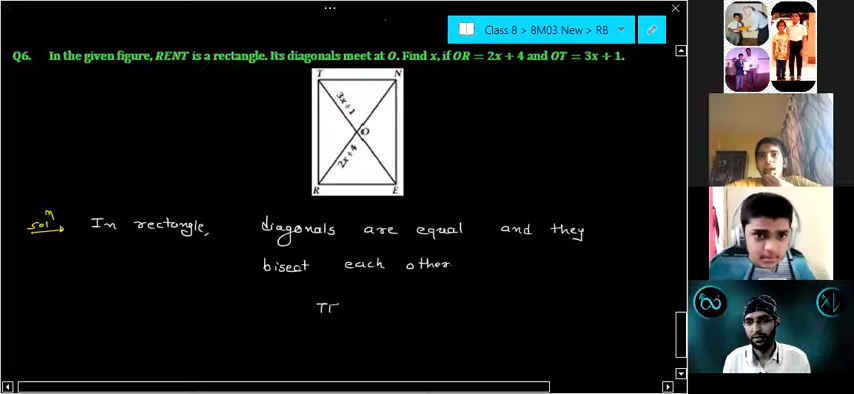 ...
Class 8 > 8M03 New > RB
Q6. In the given figure, RENT is a rectangle. Its diagonals meet at O. Find x, if OR = 2x + 4 and OT = 3x + 1.
T N
3x+1
O
2x+4
R E
solⁿ In rectangle, diagonals are equal and they
bisect each other
TE